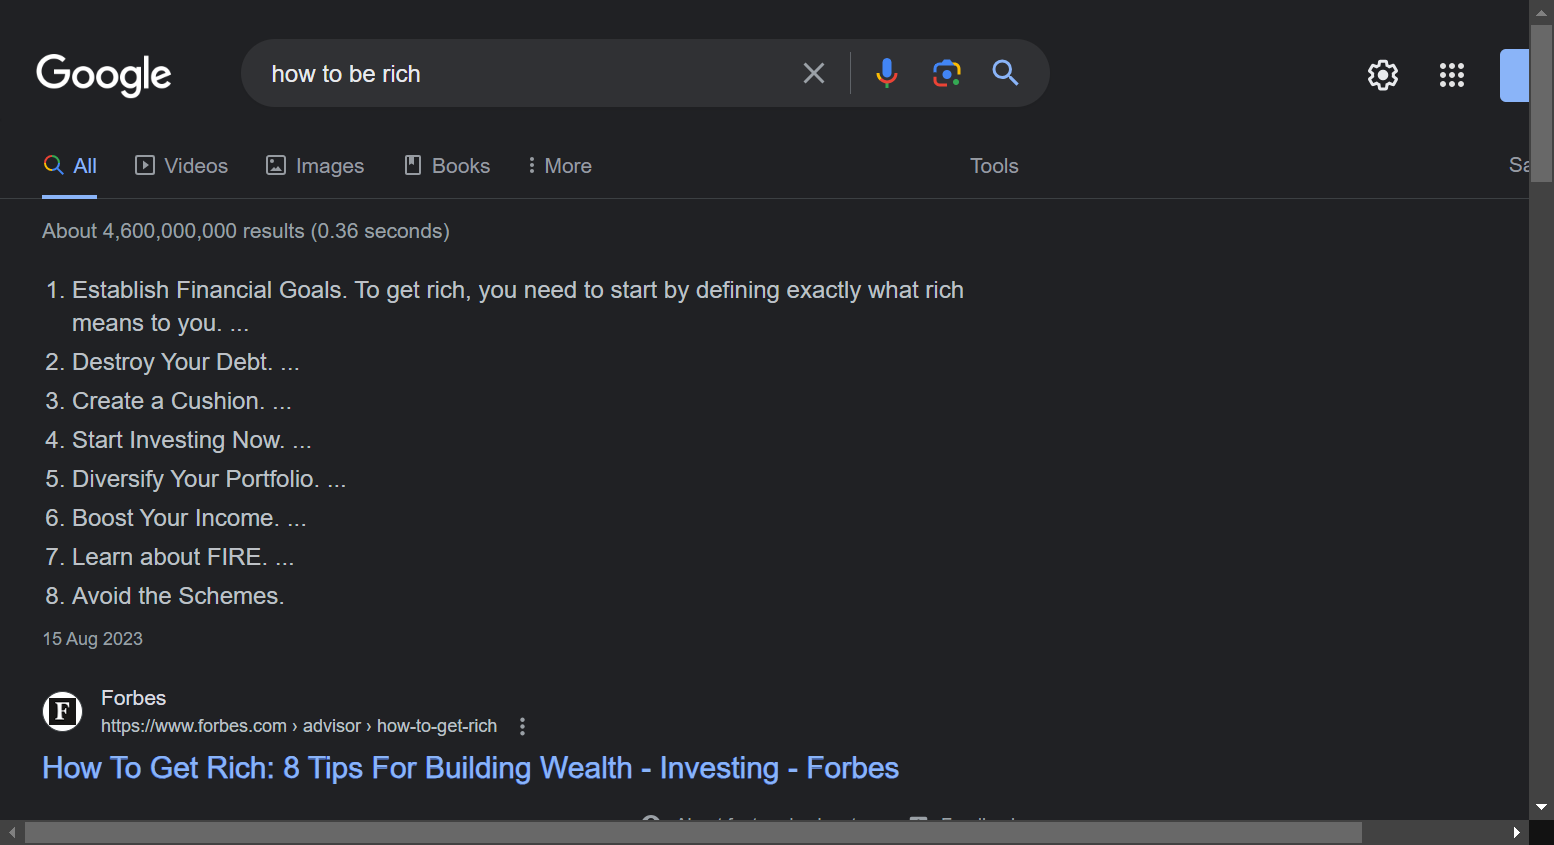 Google
how to be rich
All
Videos
Images
Books
More
Tools
About 4,600,000,000 results (0.36 seconds)
1. Establish Financial Goals. To get rich, you need to start by defining exactly what rich
means to you. ...
2. Destroy Your Debt. ...
3. Create a Cushion. ...
4. Start Investing Now. ...
5. Diversify Your Portfolio. ...
6. Boost Your Income. ...
7. Learn about FIRE. ...
8. Avoid the Schemes.
15 Aug 2023
F
Forbes
https://www.forbes.com › advisor › how-to-get-rich
How To Get Rich: 8 Tips For Building Wealth - Investing - Forbes